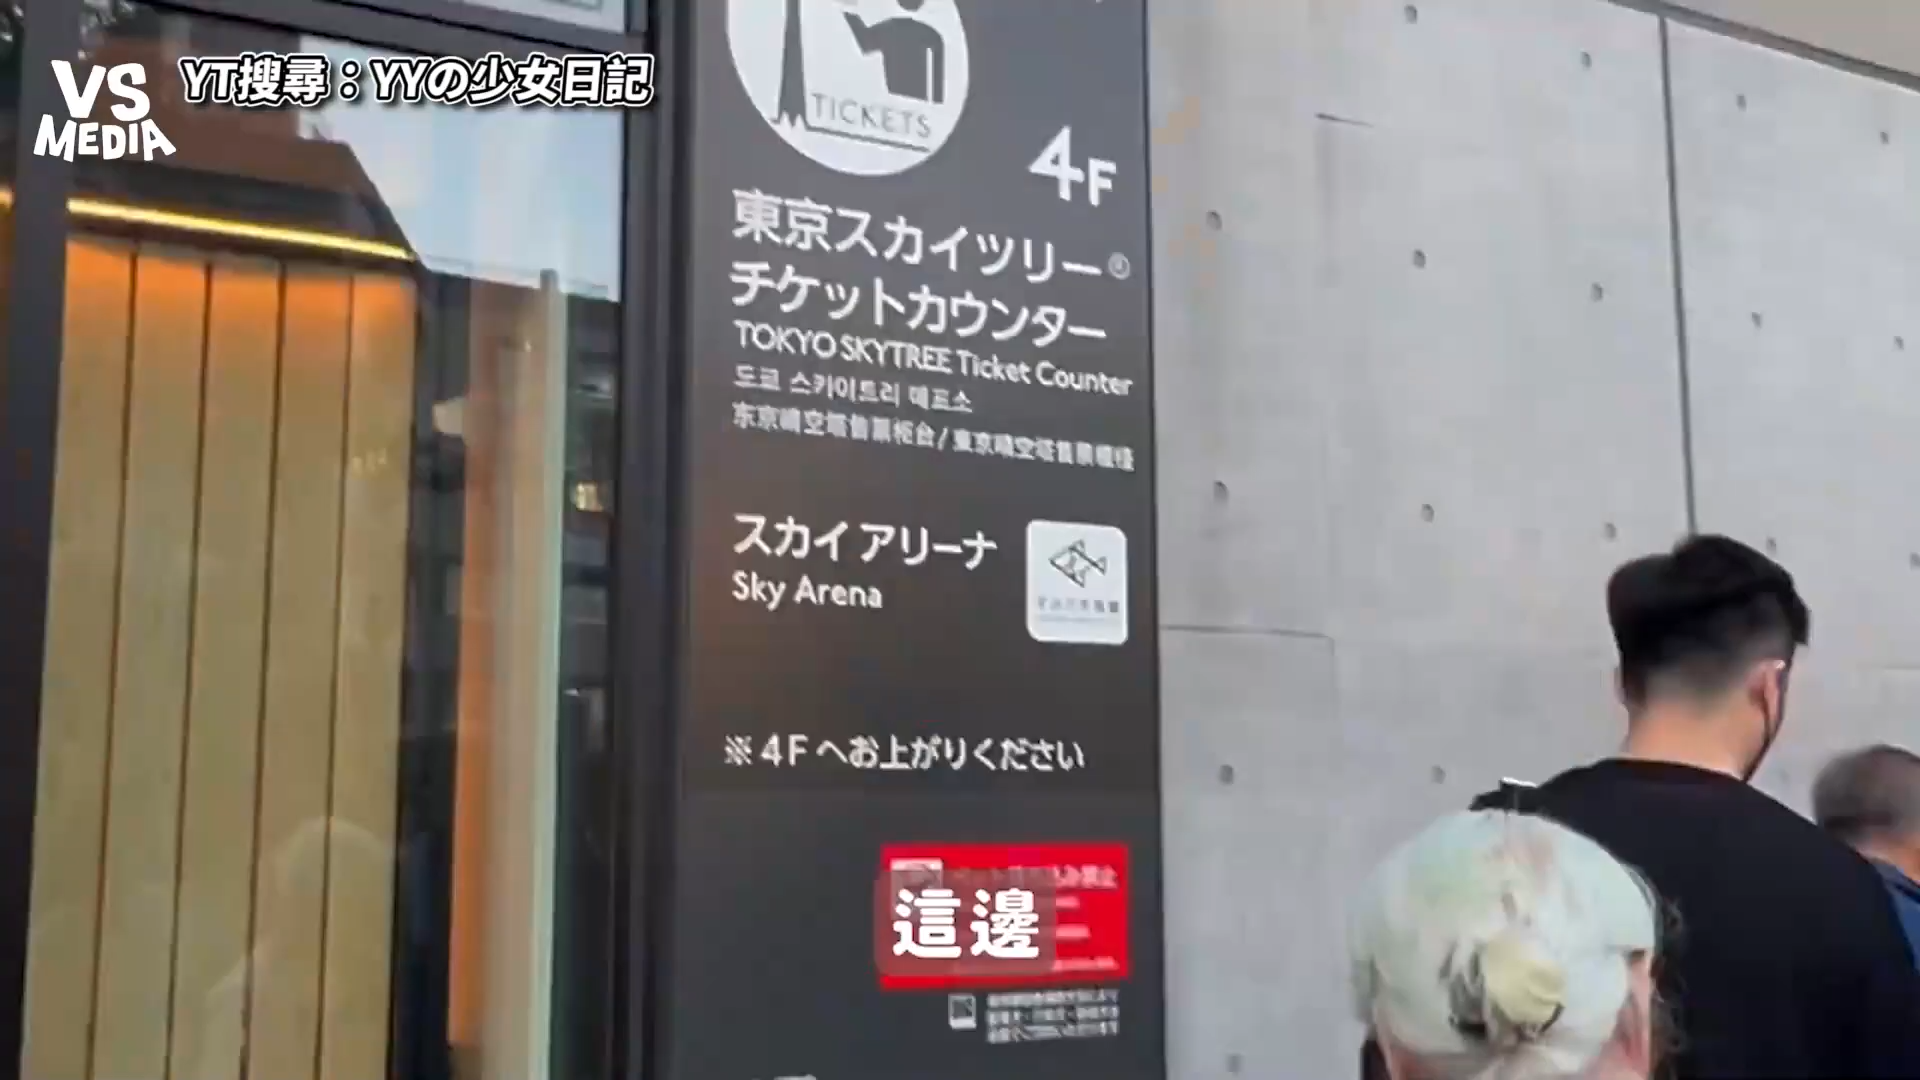 VS
MEDIA
YT搜尋：YYの少女日記
TICKETS
4F
東京スカイツリー®
チケットカウンター
TOKYO SKYTREE Ticket Counter
도쿄 스카이트리 매표소
东京晴空塔售票柜台/東京晴空塔售票櫃檯
スカイアリーナ
Sky Arena
※4Fへお上がりください
這邊